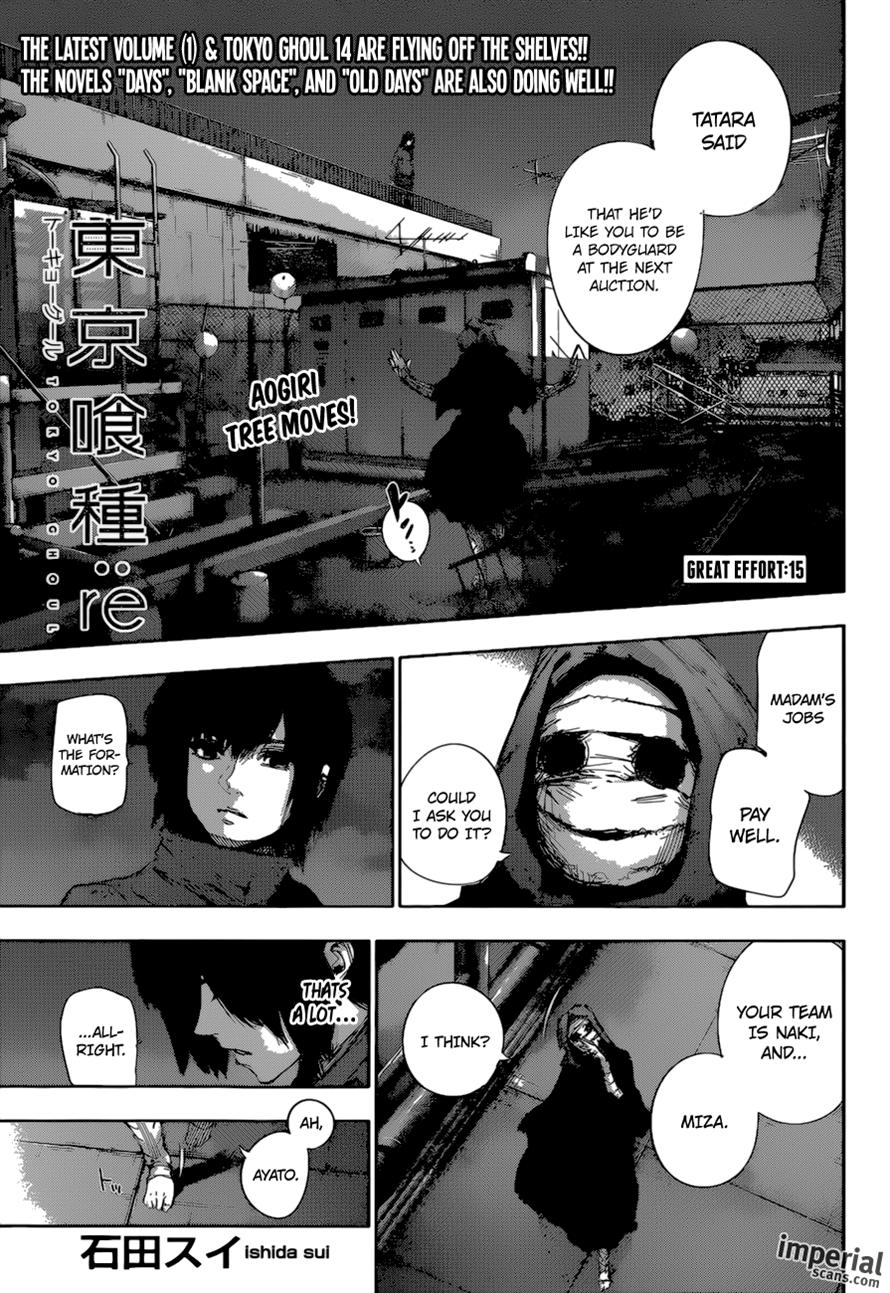 THE LATEST VOLUME (1) & TOKYO GHOUL 14 ARE FLYING OFF THE SHELVES!!
THE NOVELS "DAYS", "BLANK SPACE", AND "OLD DAYS" ARE ALSO DOING WELL!!
TATARA
SAID
THAT HE'D
LIKE YOU TO BE
A BODYGUARD
AT THE NEXT
AUCTION.
東京喰種:re
トーキョーグール
TOKYO GHOUL
AOGIRI
TREE MOVES!
GREAT EFFORT:15
MADAM'S
JOBS
PAY
WELL.
COULD
I ASK YOU
TO DO IT?
WHAT'S
THE FOR-
MATION?
YOUR TEAM
IS NAKI,
AND...
MIZA.
I THINK?
THATS
A LOT...
...ALL-
RIGHT.
AH,
AYATO.
トッ
石田スイ ishida sui
imperial
scans.com